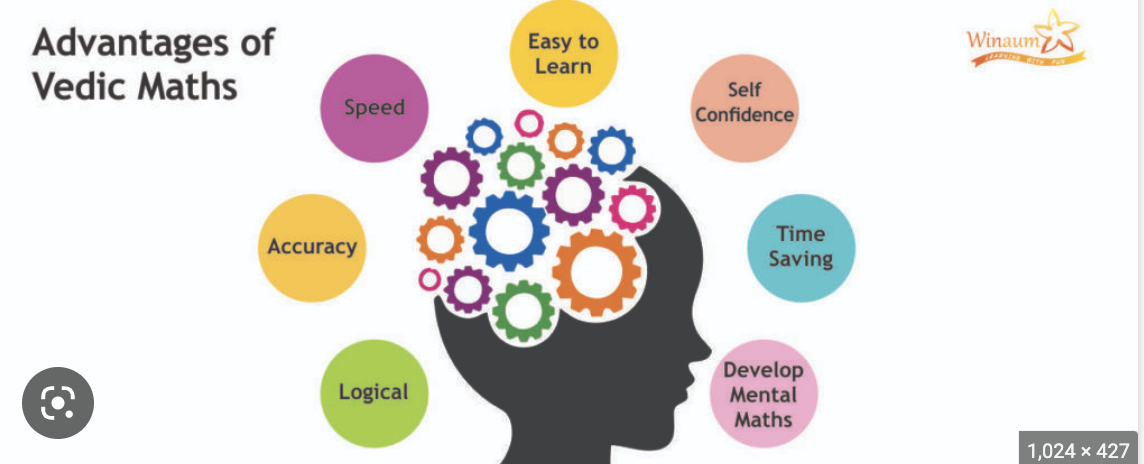 Advantages of
Vedic Maths
Easy to
Learn
Winaum
LEARNING WITH FUN
Speed
Self
Confidence
Accuracy
Time
Saving
Logical
Develop
Mental
Maths
1,024 × 427